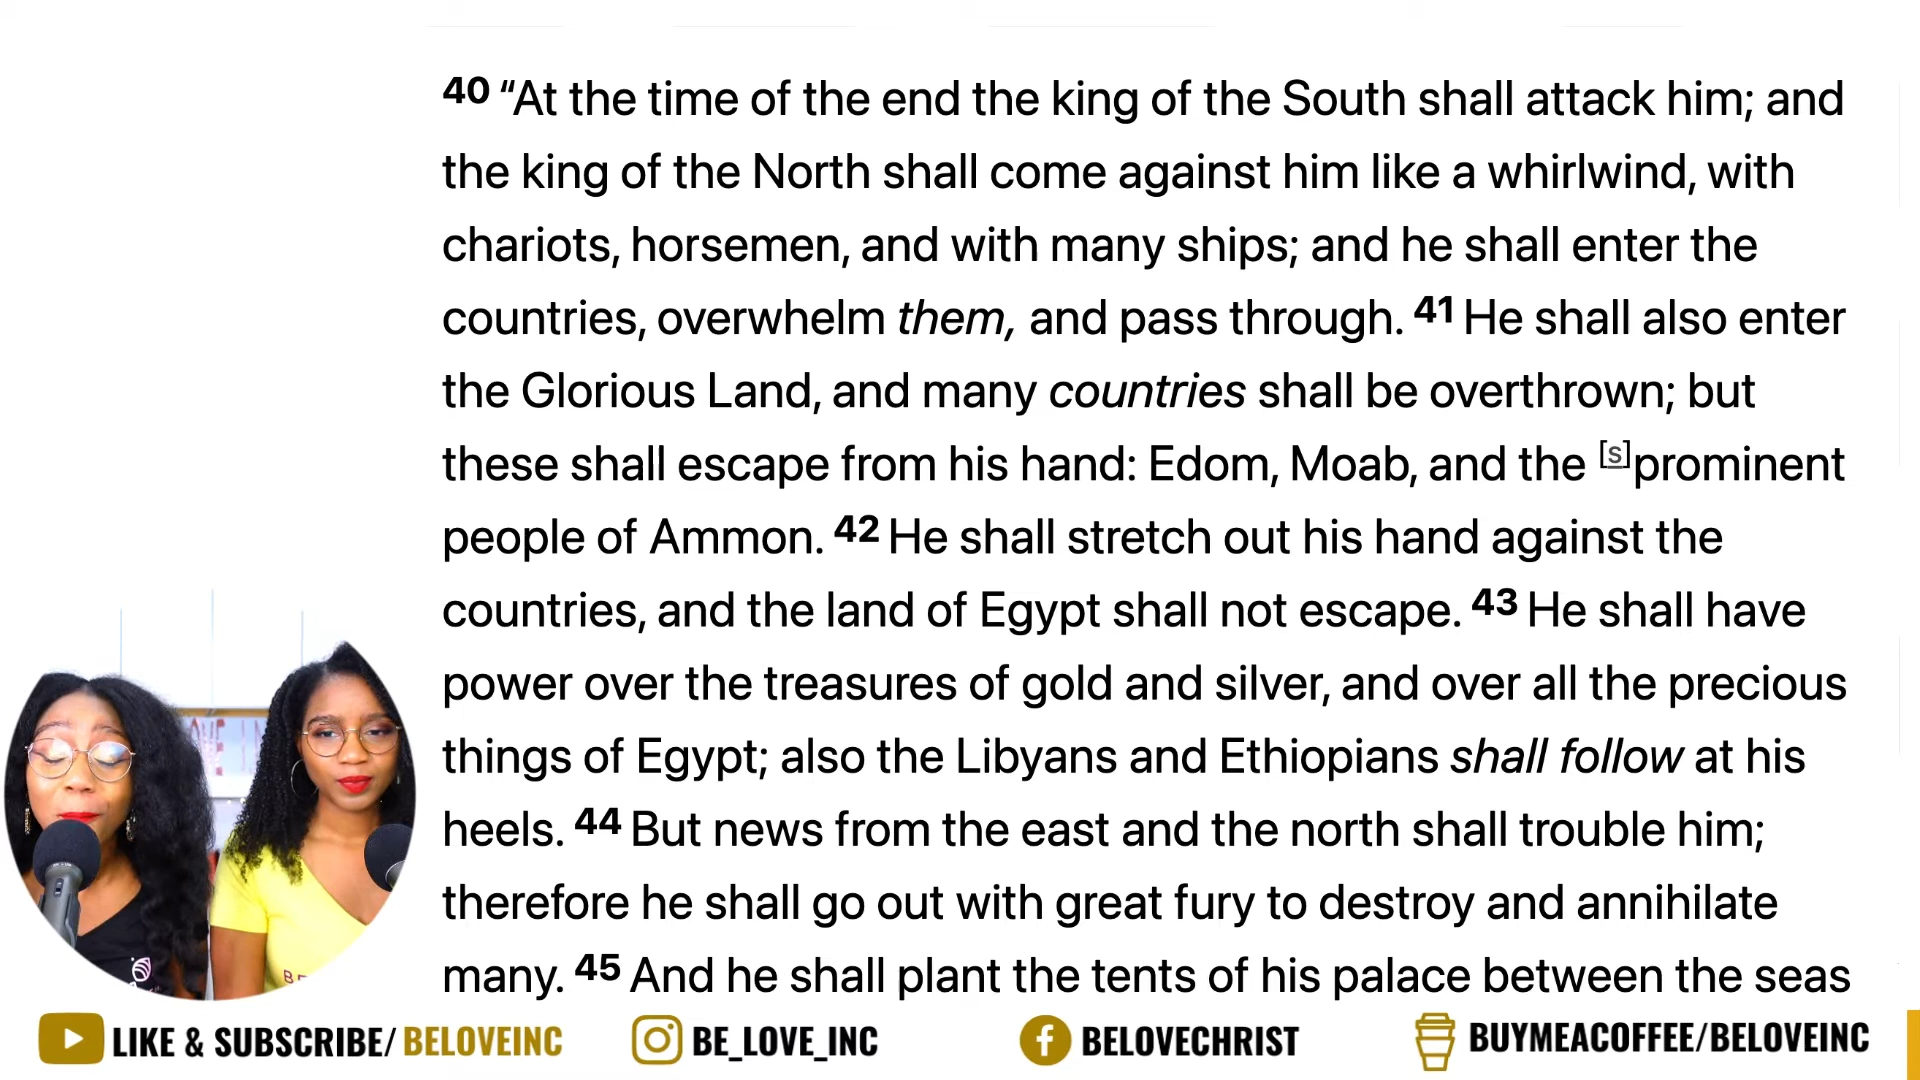 40 “At the time of the end the king of the South shall attack him; and
the king of the North shall come against him like a whirlwind, with
chariots, horsemen, and with many ships; and he shall enter the
countries, overwhelm them, and pass through. 41 He shall also enter
the Glorious Land, and many countries shall be overthrown; but
these shall escape from his hand: Edom, Moab, and the [s]prominent
people of Ammon. 42 He shall stretch out his hand against the
countries, and the land of Egypt shall not escape. 43 He shall have
power over the treasures of gold and silver, and over all the precious
things of Egypt; also the Libyans and Ethiopians shall follow at his
heels. 44 But news from the east and the north shall trouble him;
therefore he shall go out with great fury to destroy and annihilate
many. 45 And he shall plant the tents of his palace between the seas
LIKE & SUBSCRIBE/ BELOVEINC
BE_LOVE_INC
BELOVECHRIST
BUYMEACOFFEE/BELOVEINC